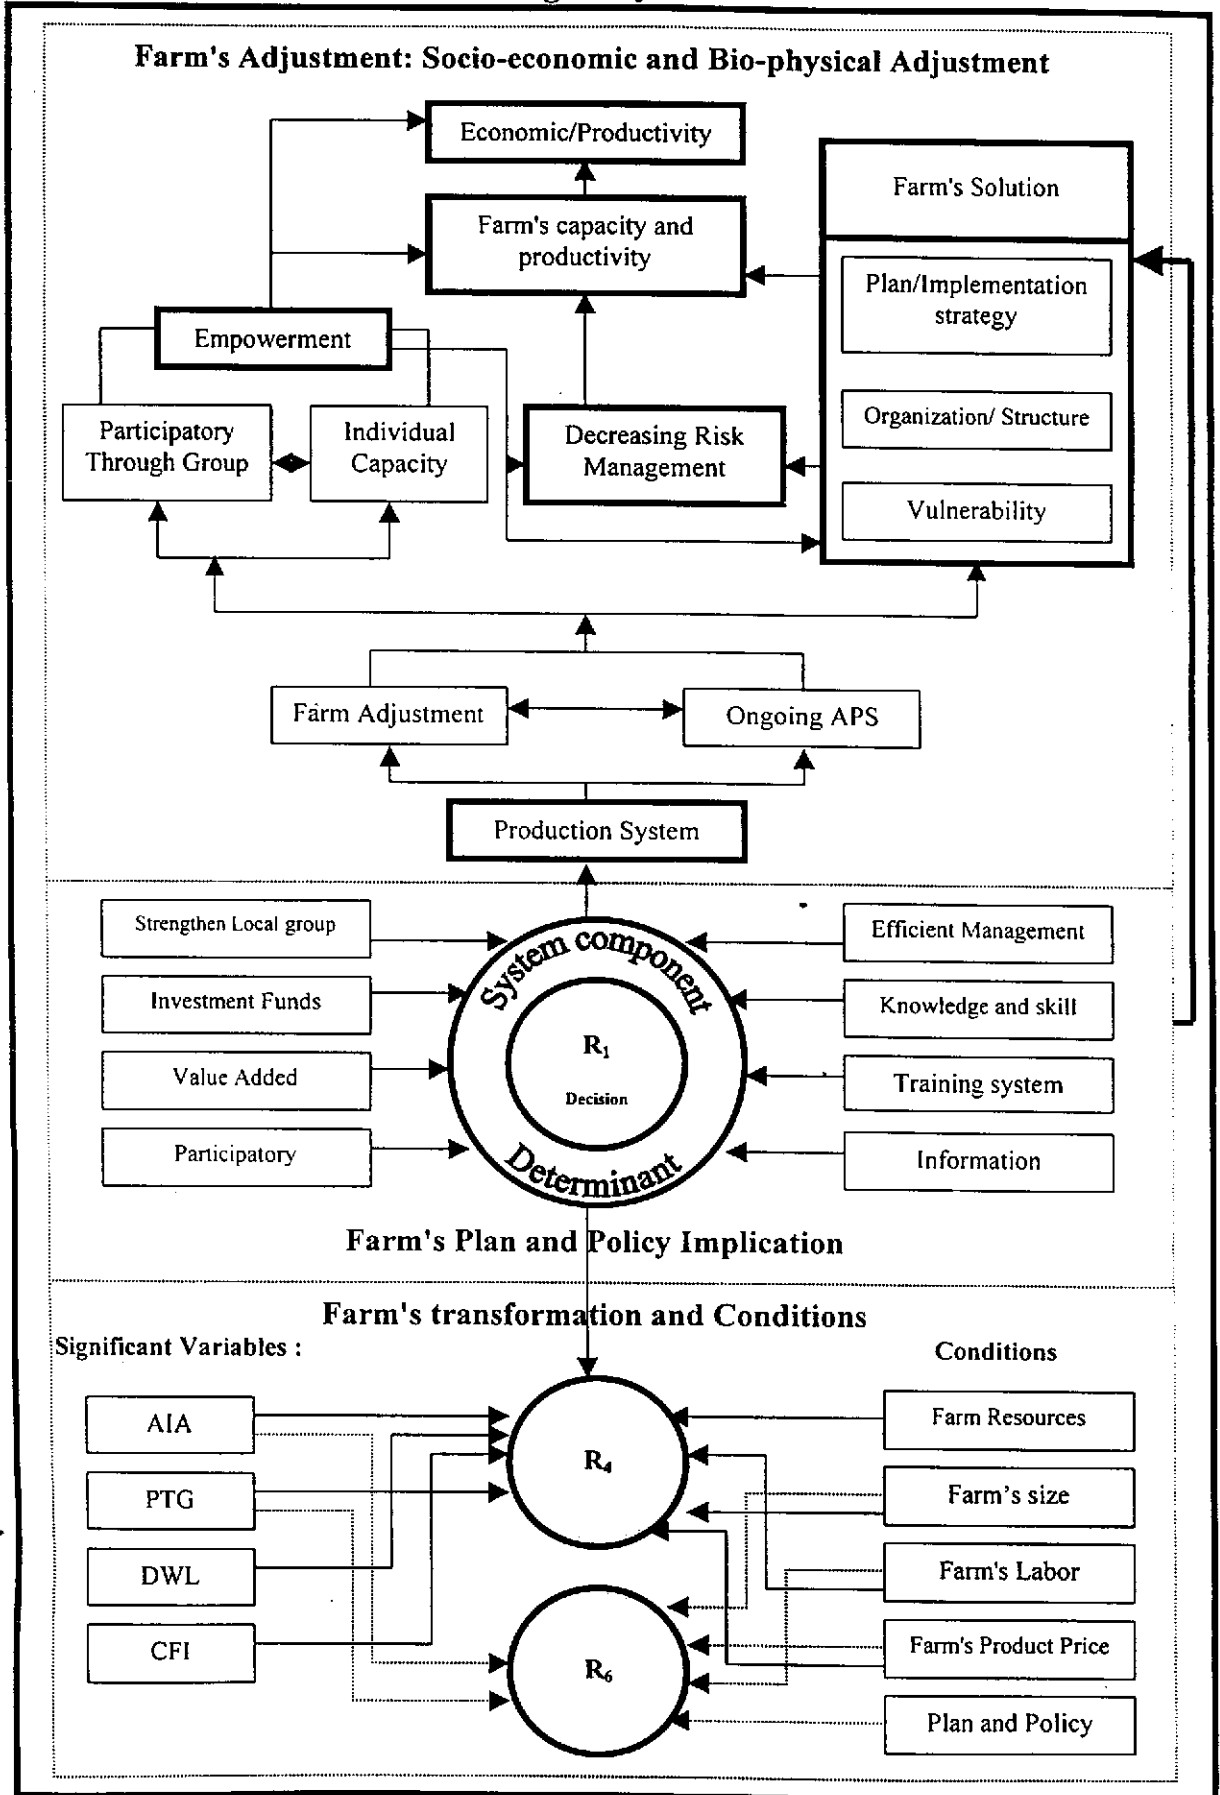 Farm's Adjustment: Socio-economic and Bio-physical Adjustment
Economic/Productivity
Farm's Solution
Farm's capacity and
productivity
Plan/Implementation
strategy
Empowerment
Organization/ Structure
Participatory
Through Group
Individual
Capacity
Decreasing Risk
Management
Vulnerability
Farm Adjustment
Ongoing APS
Production System
Strengthen Local group
Efficient Management
System component
Investment Funds
Knowledge and skill
R₁
Decision
Value Added
Training system
Participatory
Information
Determinant
Farm's Plan and Policy Implication
Farm's transformation and Conditions
Significant Variables :
Conditions
AIA
Farm Resources
R₄
PTG
Farm's size
DWL
Farm's Labor
CFI
Farm's Product Price
R₆
Plan and Policy